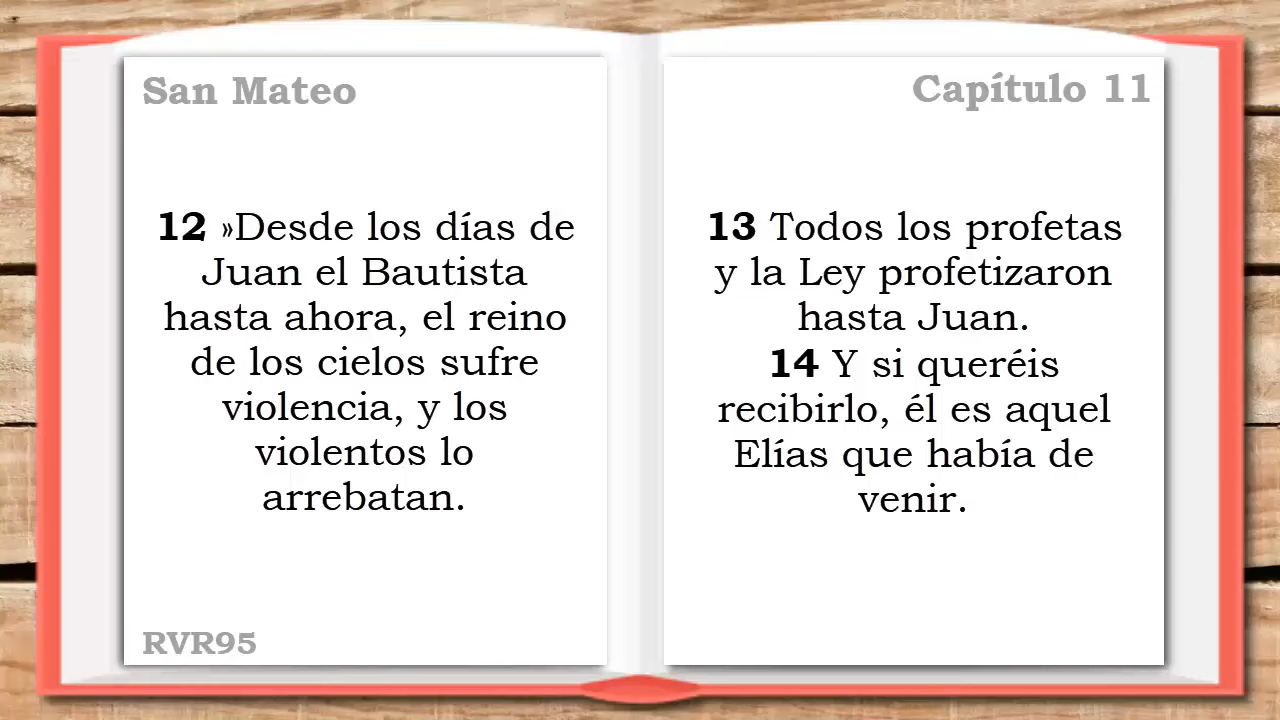 San Mateo
12 »Desde los días de
Juan el Bautista
hasta ahora, el reino
de los cielos sufre
violencia, y los
violentos lo
arrebatan.
RVR95
Capítulo 11
13 Todos los profetas
y la Ley profetizaron
hasta Juan.
14 Y si queréis
recibirlo, él es aquel
Elías que había de
venir.